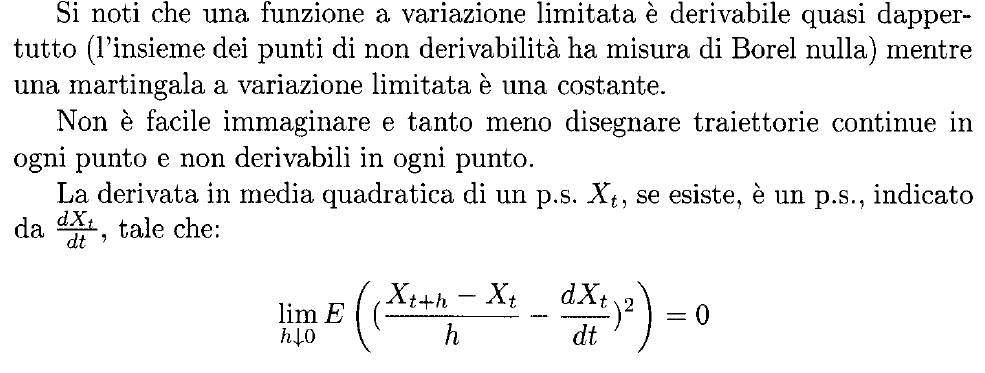 Si noti che una funzione a variazione limitata è derivabile quasi dapper-
tutto (l'insieme dei punti di non derivabilità ha misura di Borel nulla) mentre
una martingala a variazione limitata è una costante.
Non è facile immaginare e tanto meno disegnare traiettorie continue in
ogni punto e non derivabili in ogni punto.
La derivata in media quadratica di un p.s. $X_t$, se esiste, è un p.s., indicato
da $\frac{dX_t}{dt}$, tale che:
$$\lim_{h \downarrow 0} E\left( (\frac{X_{t+h} - X_t}{h} - \frac{dX_t}{dt})^2 \right) = 0$$